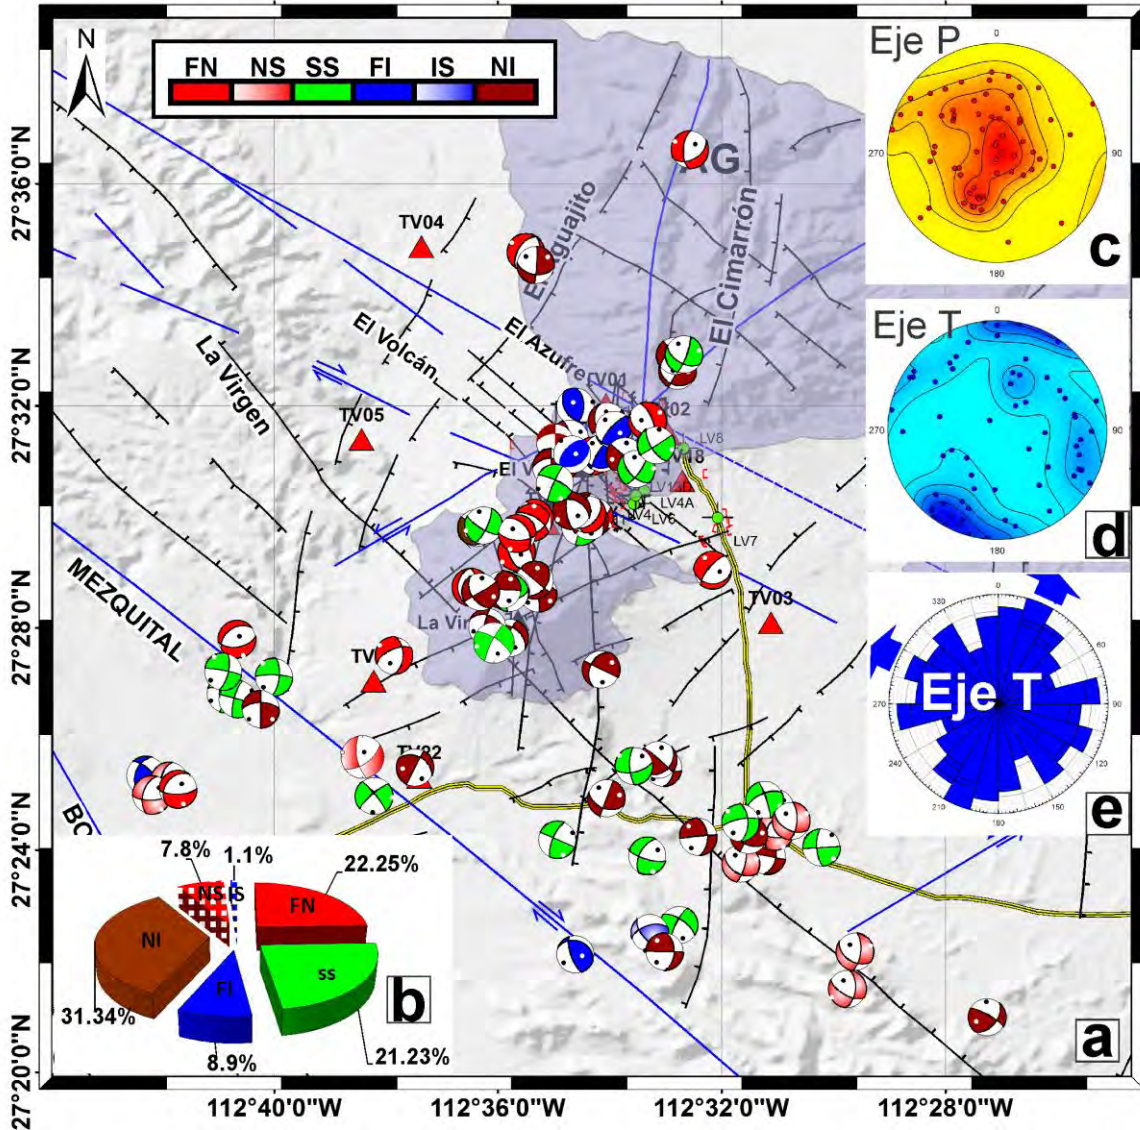 N
FN NS SS FI IS NI
Eje P
0
270
90
180
c
27°36'0"N
27°32'0"N
27°28'0"N
27°24'0"N
27°20'0"N
TV04
AG
El Cimarrón
El Volcán
El Azufre
La Virgen
TV05
LV8
LV4A
LV4
LV6
LV7
TV03
MEZQUITAL
Eje T
0
270
90
180
d
Eje T
330
60
270
90
240
120
210
150
180
e
7.8%
1.1%
22.25%
NS
IS
FN
NI
ss
FI
31.34%
8.9%
21.23%
b
a
112°40'0"W
112°36'0"W
112°32'0"W
112°28'0"W